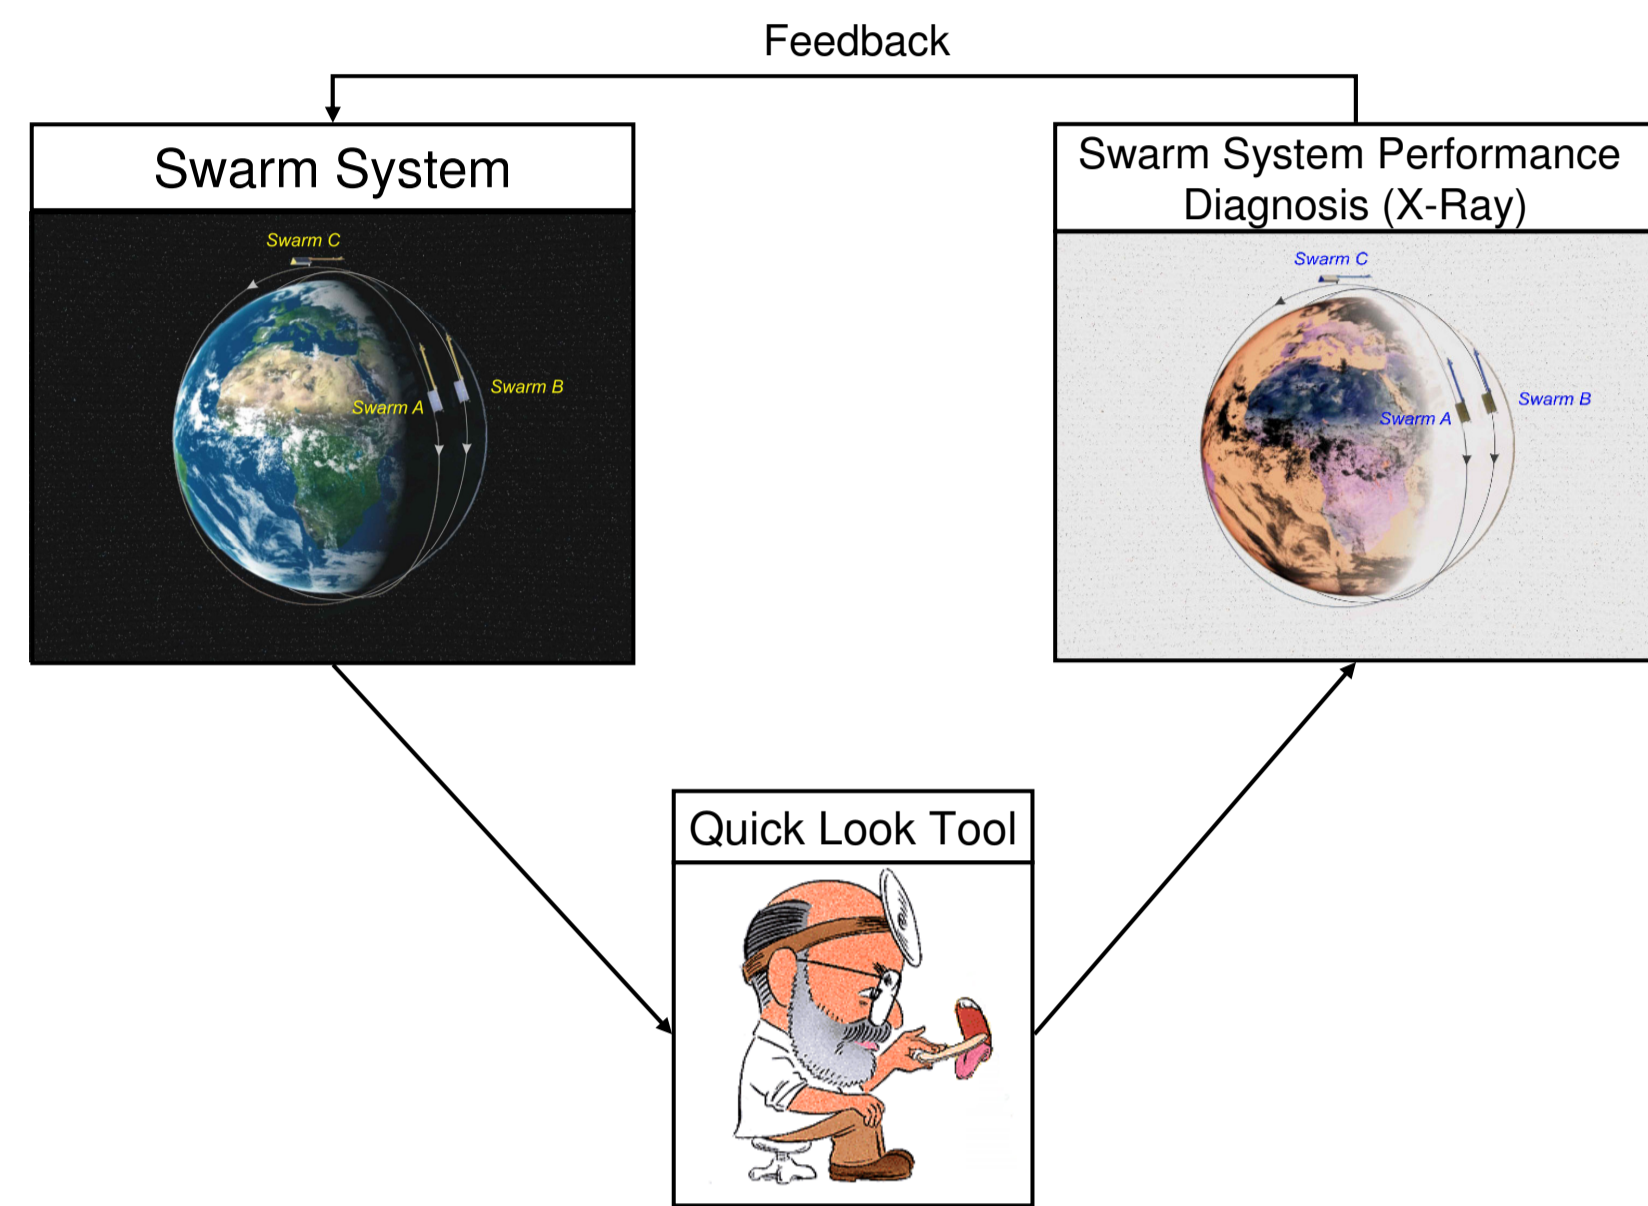 Feedback
Swarm System
Swarm C
Swarm B
Swarm A
Swarm System Performance
Diagnosis (X-Ray)
Swarm C
Swarm B
Swarm A
Quick Look Tool